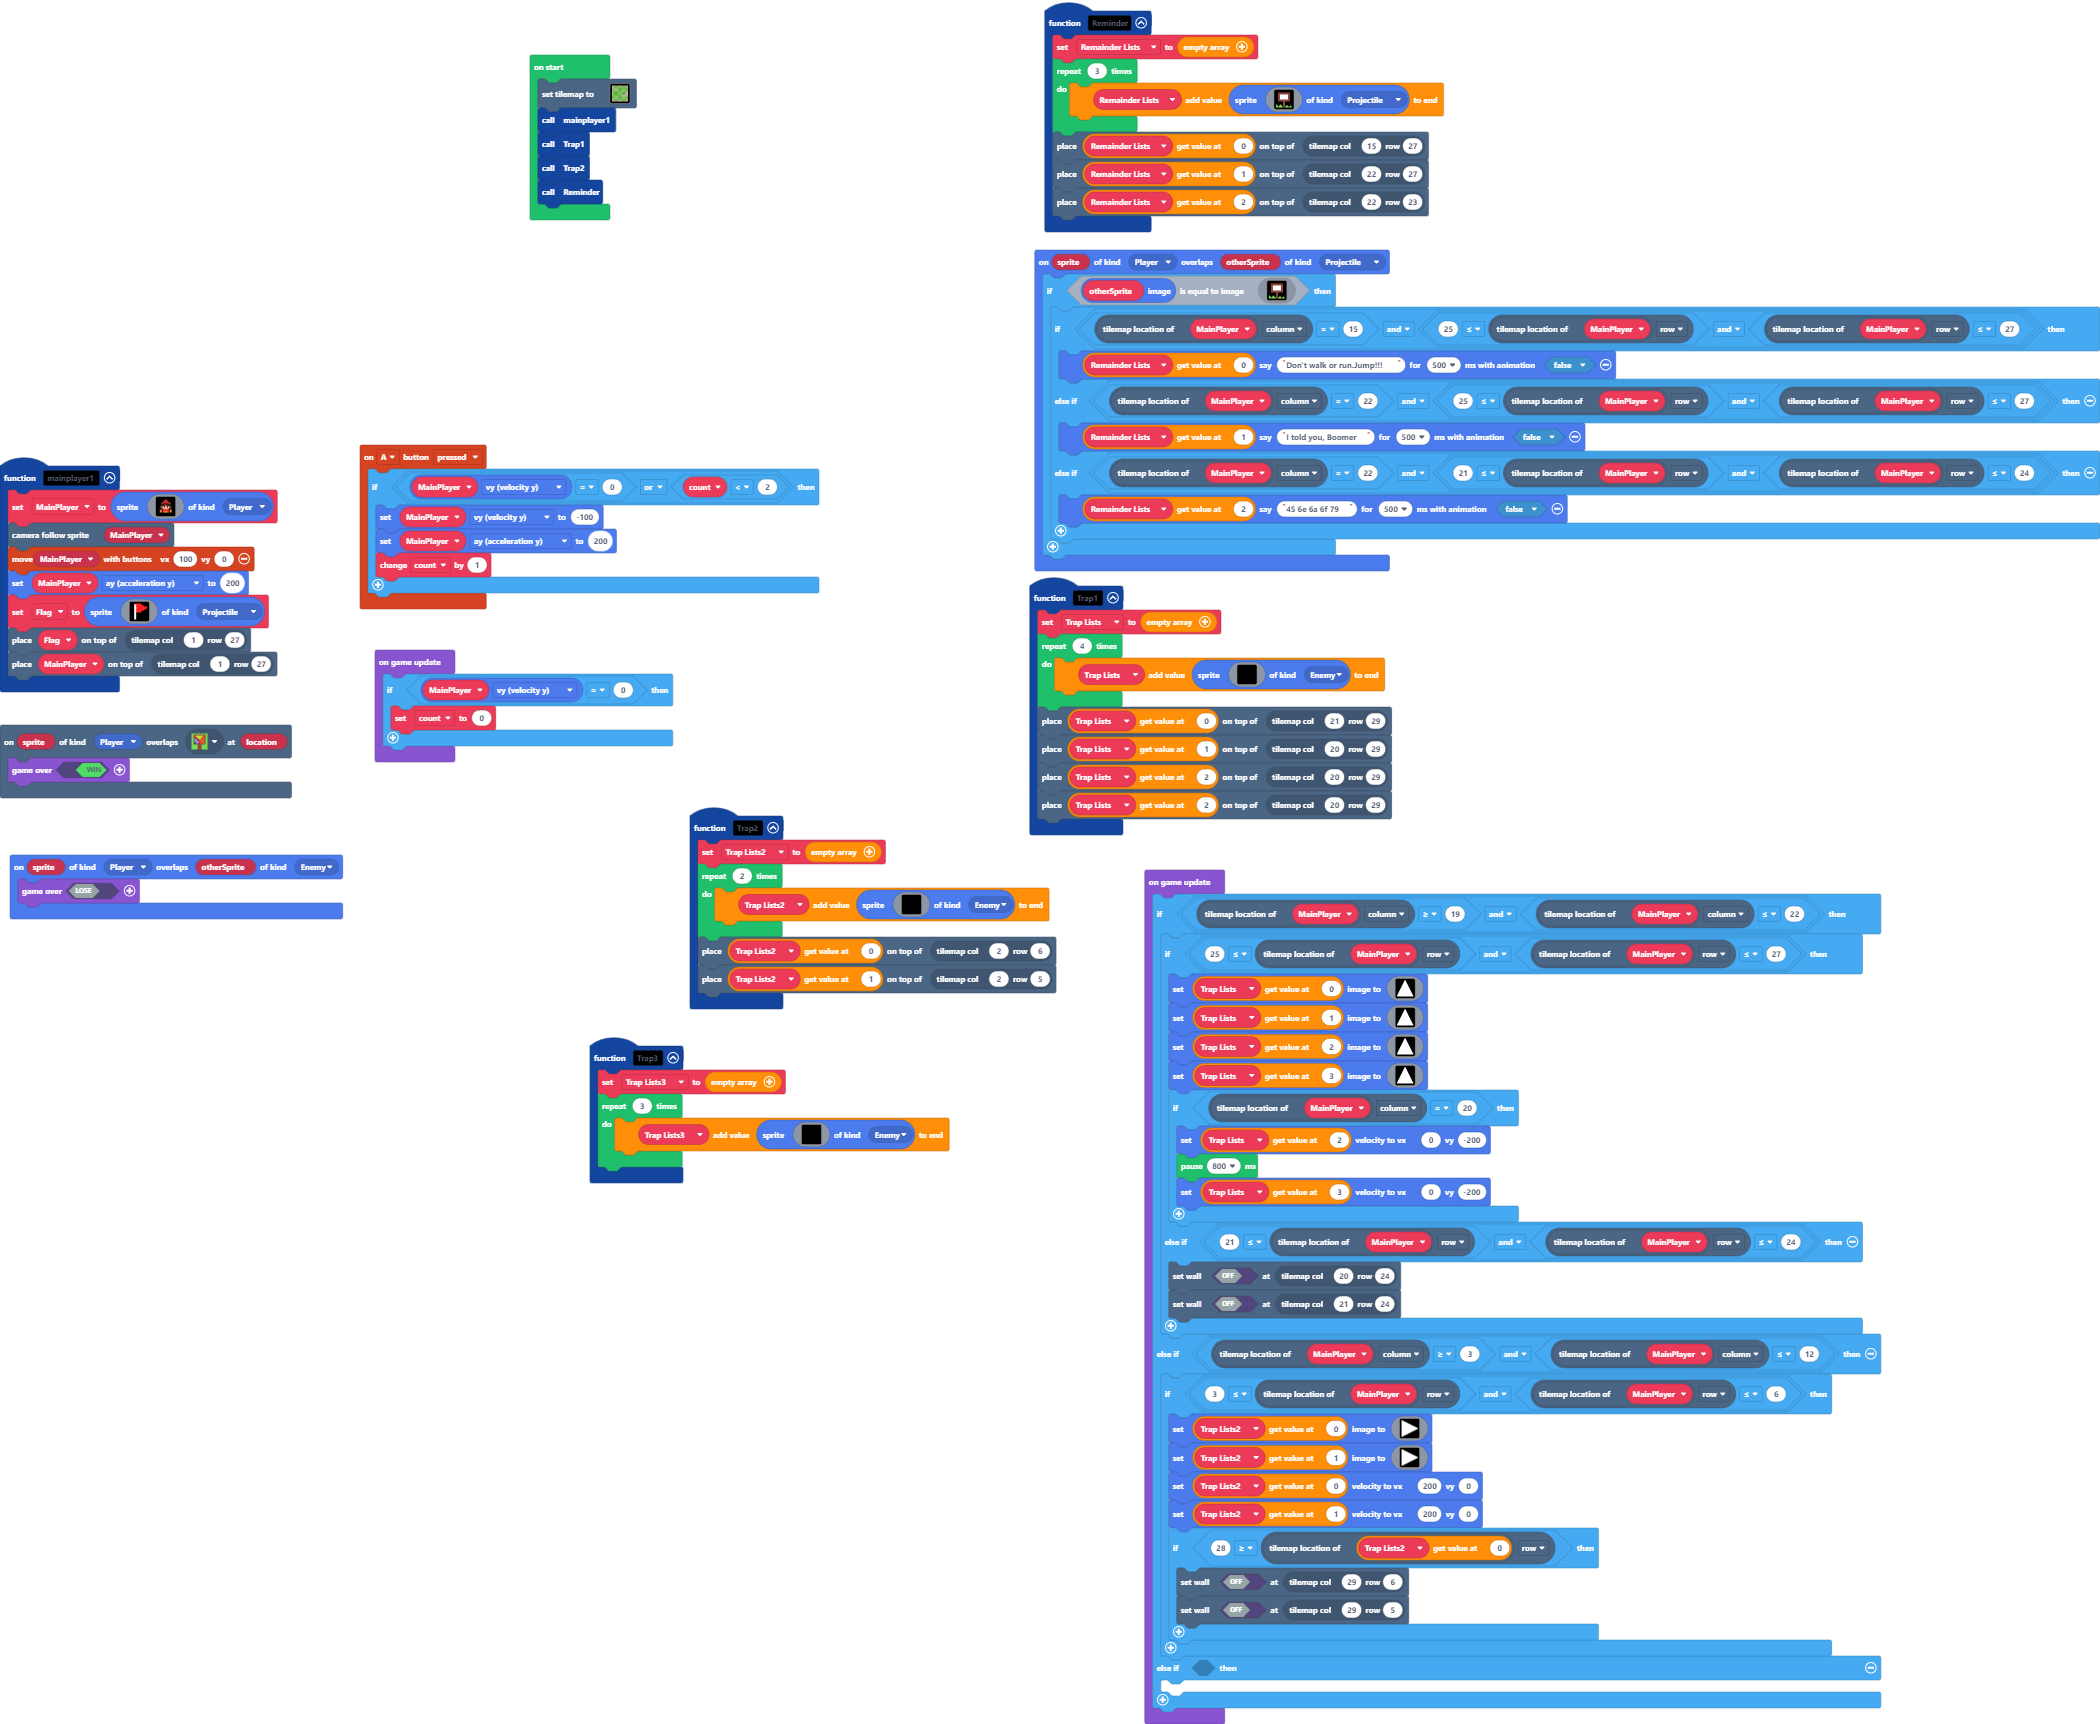 on start
set tilemap to
call mainplayer1
call Trap1
call Trap2
call Reminder
function Reminder
set Remainder Lists to empty array
repeat 3 times
do Remainder Lists add value sprite of kind Projectile to end
place Remainder Lists get value at 0 on top of tilemap col 15 row 27
place Remainder Lists get value at 1 on top of tilemap col 22 row 27
place Remainder Lists get value at 2 on top of tilemap col 22 row 23
on sprite of kind Player overlaps otherSprite of kind Projectile
if otherSprite image is equal to image then
if tilemap location of MainPlayer column = 15 and 25 ≤ tilemap location of MainPlayer row and tilemap location of MainPlayer row ≤ 27 then
Remainder Lists get value at 0 say "Don't walk or run.Jump!!!" for 500 ms with animation false
else if tilemap location of MainPlayer column = 22 and 25 ≤ tilemap location of MainPlayer row and tilemap location of MainPlayer row ≤ 27 then
Remainder Lists get value at 1 say "I told you, Boomer" for 500 ms with animation false
else if tilemap location of MainPlayer column = 22 and 21 ≤ tilemap location of MainPlayer row and tilemap location of MainPlayer row ≤ 24 then
Remainder Lists get value at 2 say "45 6e 6a 6f 79" for 500 ms with animation false
function mainplayer1
set MainPlayer to sprite of kind Player
camera follow sprite MainPlayer
move MainPlayer with buttons vx 100 vy 0
set MainPlayer ay (acceleration y) to 200
set Flag to sprite of kind Projectile
place Flag on top of tilemap col 1 row 27
place MainPlayer on top of tilemap col 1 row 27
on A button pressed
if MainPlayer vy (velocity y) = 0 or count < 2 then
set MainPlayer vy (velocity y) to -100
set MainPlayer ay (acceleration y) to 200
change count by 1
on game update
if MainPlayer vy (velocity y) = 0 then
set count to 0
on sprite of kind Player overlaps at location
game over WIN
on sprite of kind Player overlaps otherSprite of kind Enemy
game over LOSE
function Trap1
set Trap Lists to empty array
repeat 4 times
do Trap Lists add value sprite of kind Enemy to end
place Trap Lists get value at 0 on top of tilemap col 21 row 29
place Trap Lists get value at 1 on top of tilemap col 20 row 29
place Trap Lists get value at 2 on top of tilemap col 20 row 29
place Trap Lists get value at 2 on top of tilemap col 20 row 29
function Trap2
set Trap Lists2 to empty array
repeat 2 times
do Trap Lists2 add value sprite of kind Enemy to end
place Trap Lists2 get value at 0 on top of tilemap col 2 row 6
place Trap Lists2 get value at 1 on top of tilemap col 2 row 5
function Trap3
set Trap Lists3 to empty array
repeat 3 times
do Trap Lists3 add value sprite of kind Enemy to end
on game update
if tilemap location of MainPlayer column ≥ 19 and tilemap location of MainPlayer column ≤ 22 then
if 25 ≤ tilemap location of MainPlayer row and tilemap location of MainPlayer row ≤ 27 then
set Trap Lists get value at 0 image to
set Trap Lists get value at 1 image to
set Trap Lists get value at 2 image to
set Trap Lists get value at 3 image to
if tilemap location of MainPlayer column = 20 then
set Trap Lists get value at 2 velocity to vx 0 vy -200
pause 800 ms
set Trap Lists get value at 3 velocity to vx 0 vy -200
else if 21 ≤ tilemap location of MainPlayer row and tilemap location of MainPlayer row ≤ 24 then
set wall OFF at tilemap col 20 row 24
set wall OFF at tilemap col 21 row 24
else if tilemap location of MainPlayer column ≥ 3 and tilemap location of MainPlayer column ≤ 12 then
if 3 ≤ tilemap location of MainPlayer row and tilemap location of MainPlayer row ≤ 6 then
set Trap Lists2 get value at 0 image to
set Trap Lists2 get value at 1 image to
set Trap Lists2 get value at 0 velocity to vx 200 vy 0
set Trap Lists2 get value at 1 velocity to vx 200 vy 0
if 28 ≥ tilemap location of Trap Lists2 get value at 0 row then
set wall OFF at tilemap col 29 row 6
set wall OFF at tilemap col 29 row 5
else if then